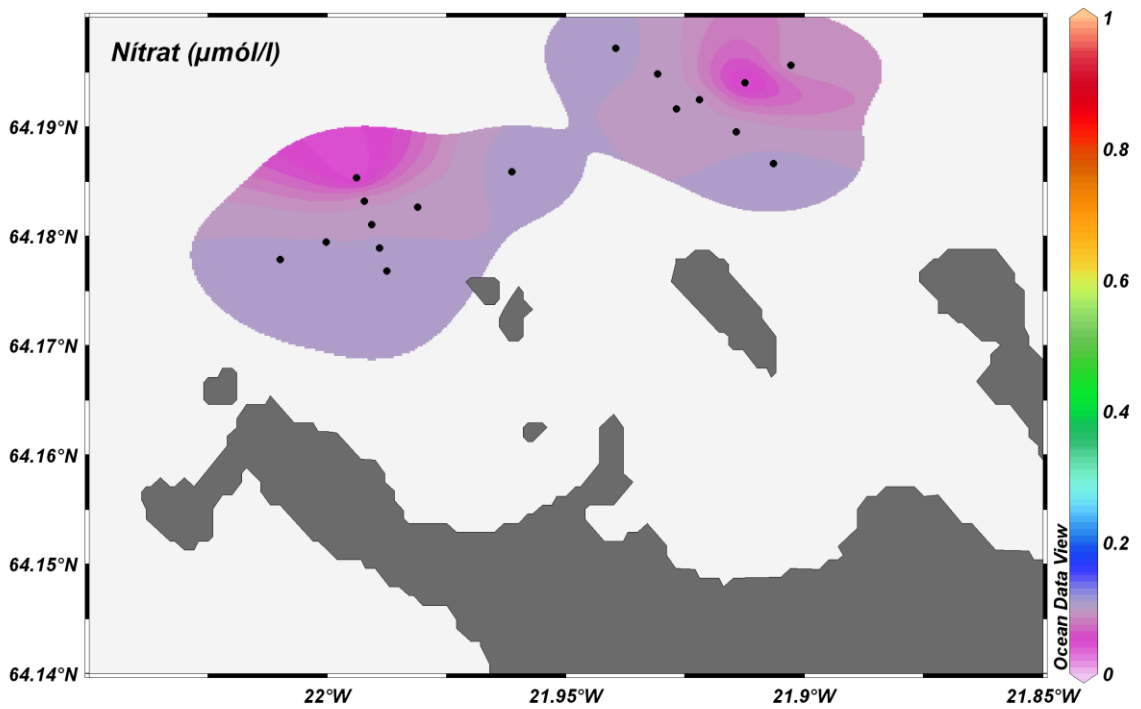 Nítrat (µmól/l)
64.19°N
64.18°N
64.17°N
64.16°N
64.15°N
64.14°N
22°W
21.95°W
21.9°W
21.85°W
Ocean Data View
1
0.8
0.6
0.4
0.2
0